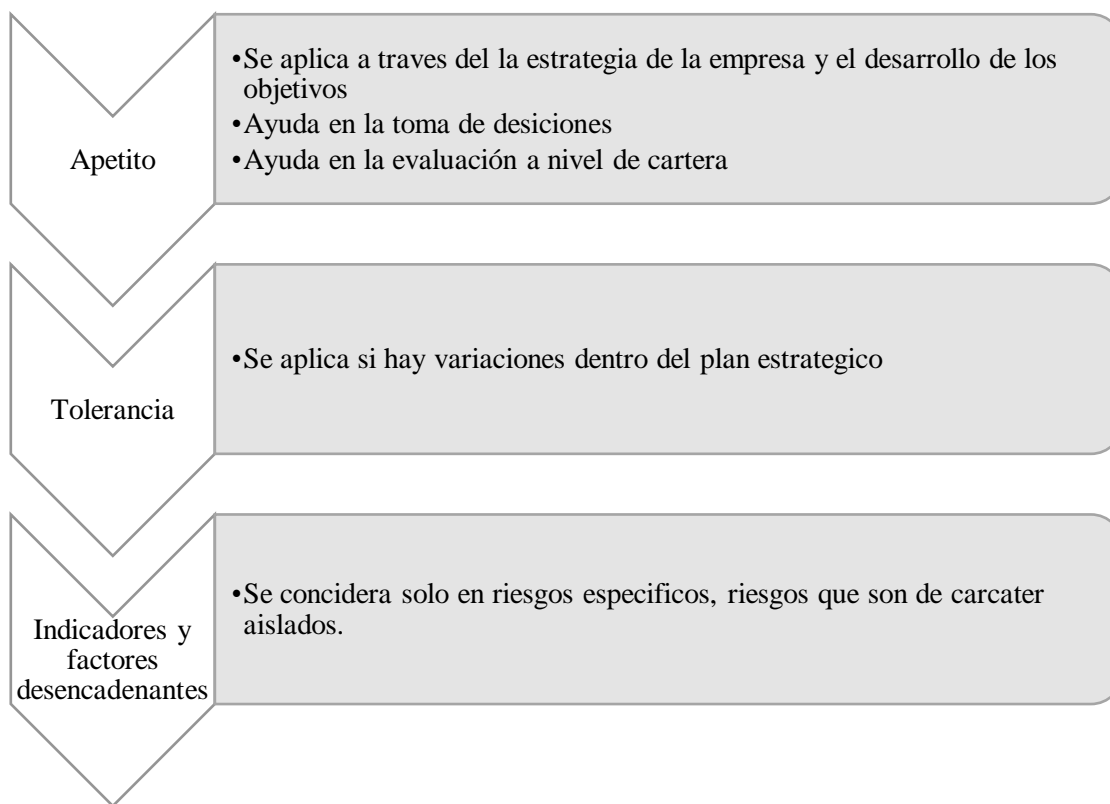 Apetito
•Se aplica a traves del la estrategia de la empresa y el desarrollo de los
objetivos
•Ayuda en la toma de desiciones
•Ayuda en la evaluación a nivel de cartera
Tolerancia
•Se aplica si hay variaciones dentro del plan estrategico
Indicadores y
factores
desencadenantes
•Se concidera solo en riesgos especificos, riesgos que son de carcater
aislados.